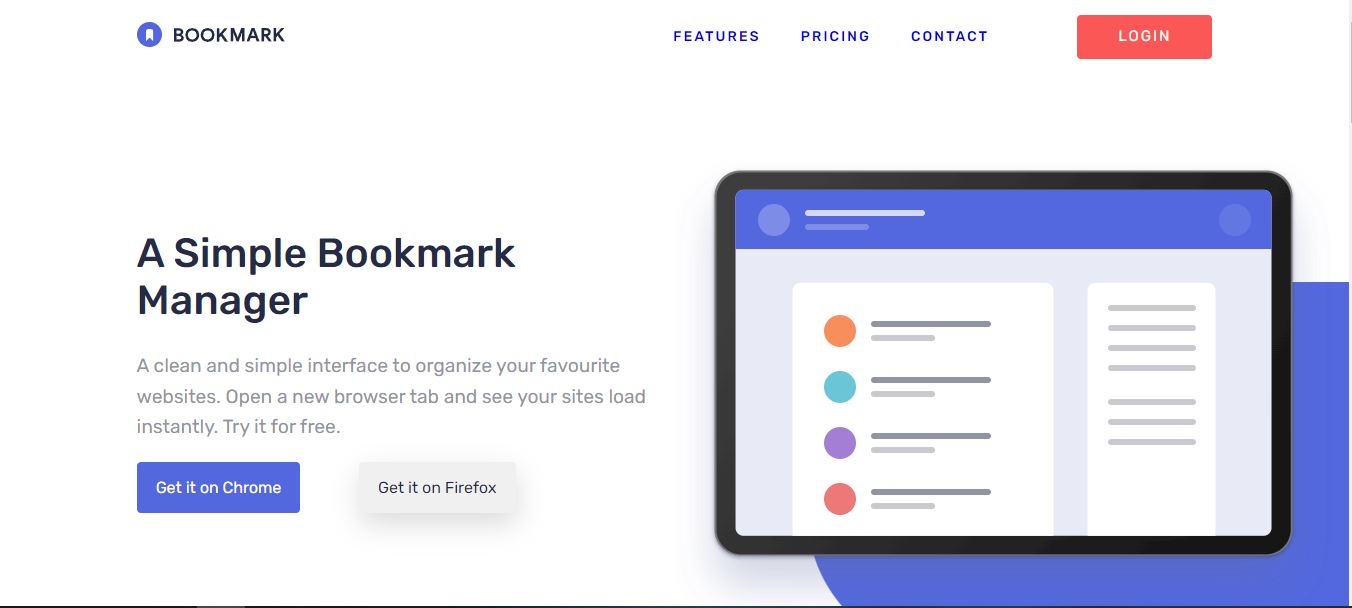 BOOKMARK
FEATURES PRICING CONTACT LOGIN
A Simple Bookmark
Manager
A clean and simple interface to organize your favourite
websites. Open a new browser tab and see your sites load
instantly. Try it for free.
Get it on Chrome Get it on Firefox